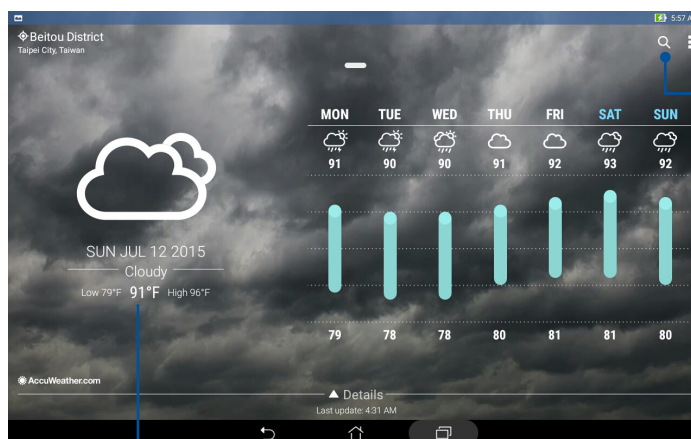 5:57 A
Beitou District
Taipei City, Taiwan
MON TUE WED THU FRI SAT SUN
91 90 90 91 92 93 92
SUN JUL 12 2015
Cloudy
Low 79°F 91°F High 96°F
79 78 78 80 81 81 80
AccuWeather.com
Details
Last update: 4:31 AM